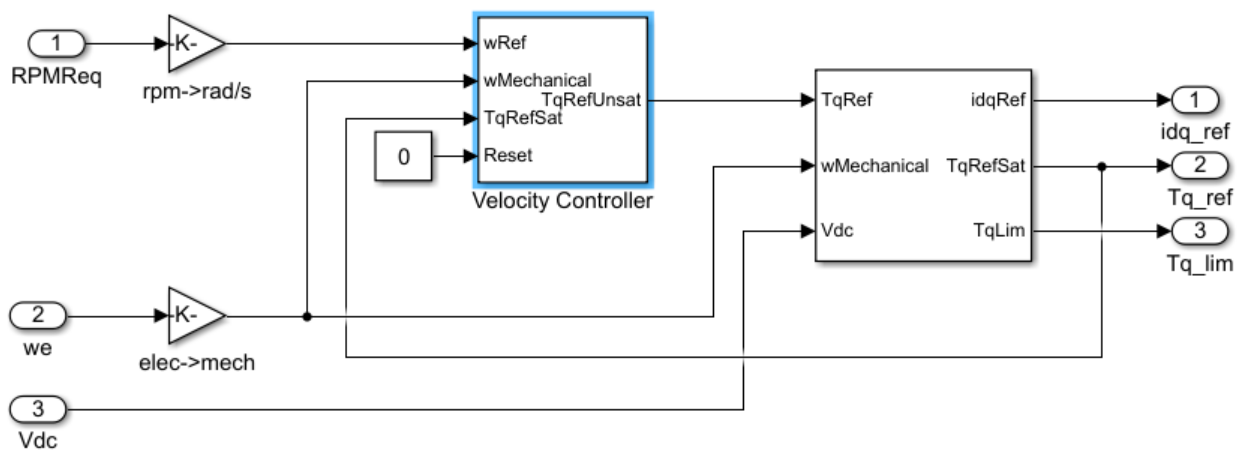 1
RPMReq
-K-
rpm->rad/s
wRef
wMechanical
TqRefUnsat
TqRefSat
0
Reset
Velocity Controller
TqRef
idqRef
1
idq_ref
wMechanical
TqRefSat
2
Tq_ref
Vdc
TqLim
3
Tq_lim
2
we
-K-
elec->mech
3
Vdc